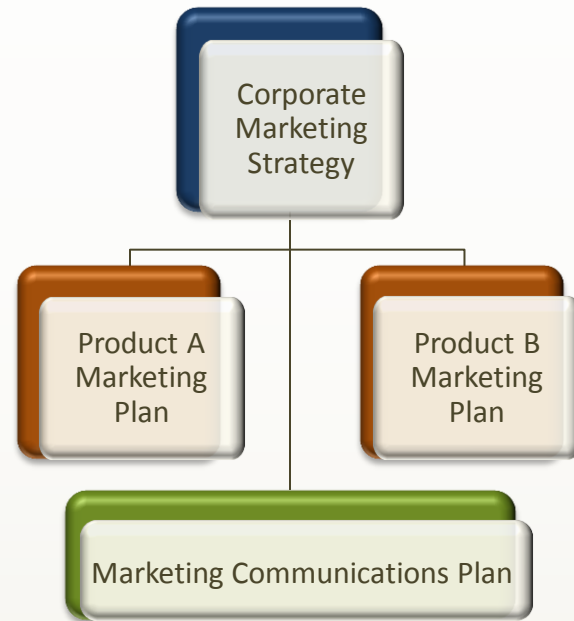 Corporate
Marketing
Strategy
Product A
Marketing
Plan
Product B
Marketing
Plan
Marketing Communications Plan